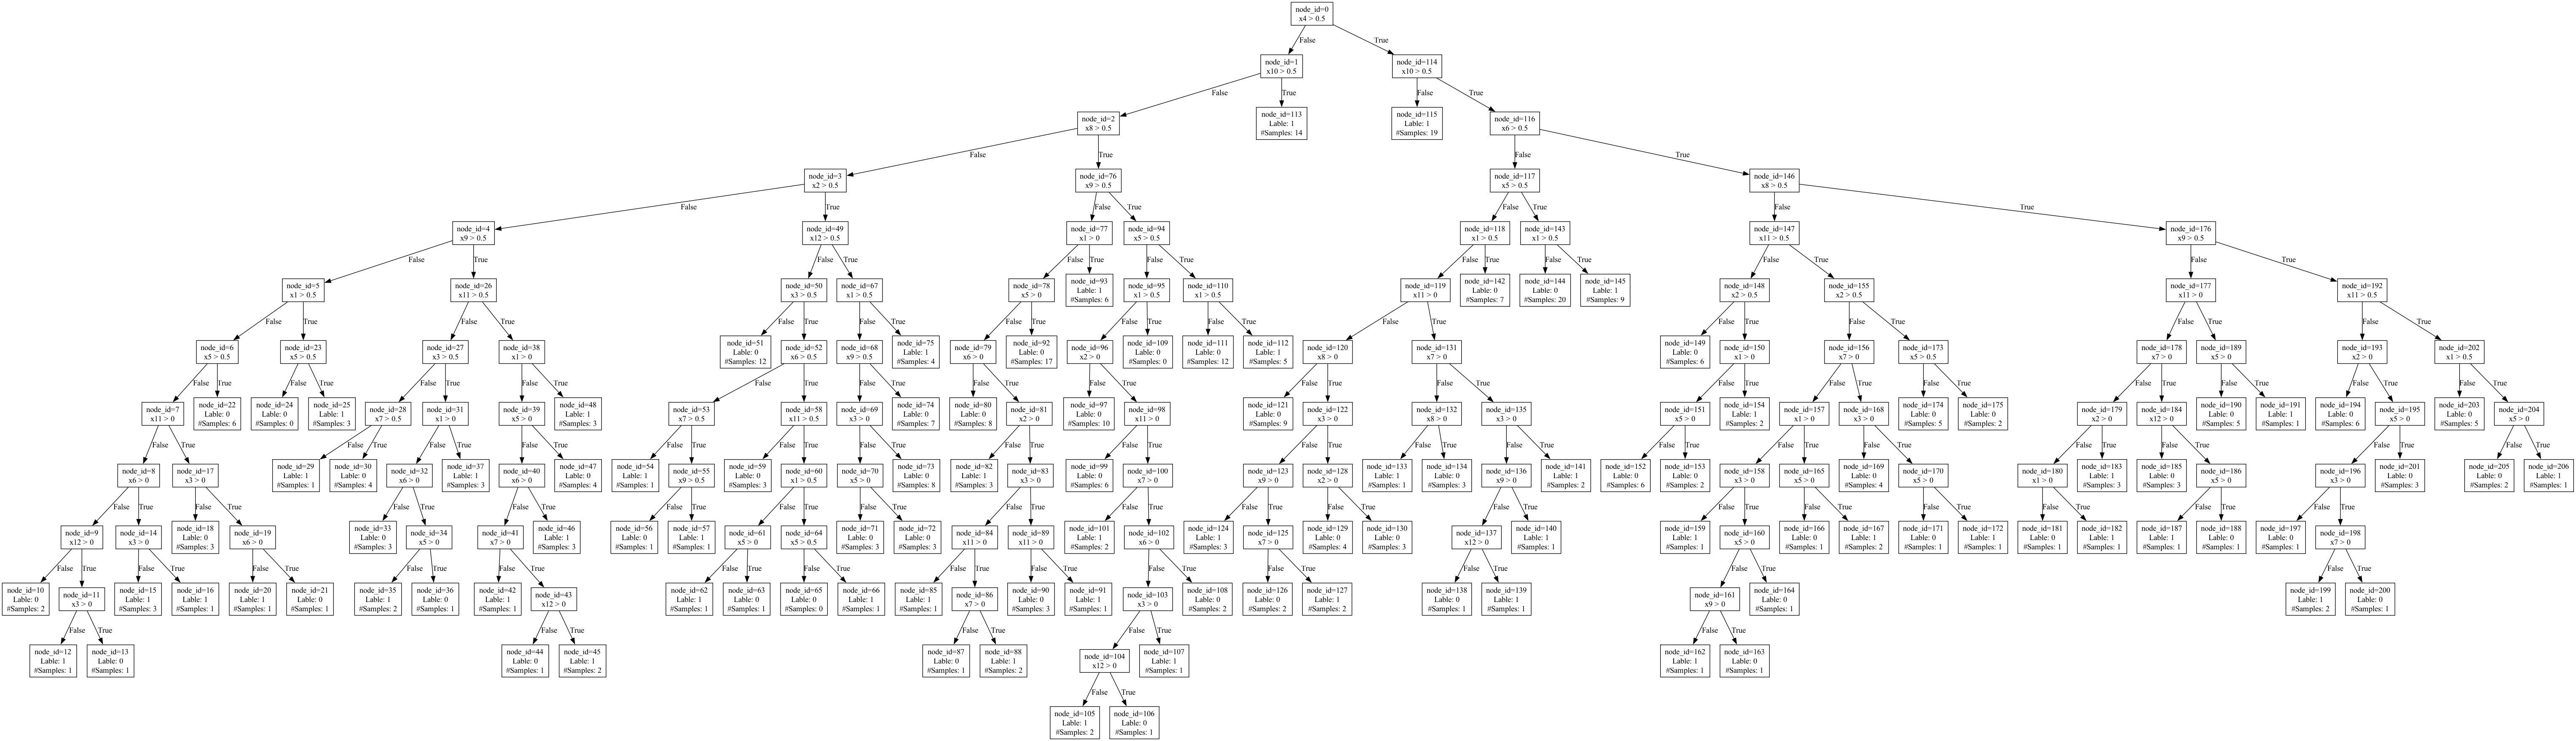 node_id=0
x4 > 0.5
False
True
node_id=1
x10 > 0.5
node_id=114
x10 > 0.5
False
True
False
True
node_id=2
x8 > 0.5
node_id=113
Lable: 1
#Samples: 14
node_id=115
Lable: 1
#Samples: 19
node_id=116
x6 > 0.5
False
True
False
True
node_id=3
x2 > 0.5
node_id=76
x9 > 0.5
node_id=117
x5 > 0.5
node_id=146
x8 > 0.5
False
True
False
True
False
True
False
True
node_id=4
x9 > 0.5
node_id=49
x12 > 0.5
node_id=77
x1 > 0
node_id=94
x5 > 0.5
node_id=118
x1 > 0.5
node_id=143
x1 > 0.5
node_id=147
x11 > 0.5
node_id=176
x9 > 0.5
False
True
False
True
False
True
False
True
False
True
False
True
False
True
False
True
node_id=5
x1 > 0.5
node_id=26
x11 > 0.5
node_id=50
x3 > 0.5
node_id=67
x1 > 0.5
node_id=78
x5 > 0
node_id=93
Lable: 1
#Samples: 6
node_id=95
x1 > 0.5
node_id=110
x1 > 0.5
node_id=119
x11 > 0
node_id=142
Lable: 0
#Samples: 7
node_id=144
Lable: 0
#Samples: 20
node_id=145
Lable: 1
#Samples: 9
node_id=148
x2 > 0.5
node_id=155
x2 > 0.5
node_id=177
x11 > 0
node_id=192
x11 > 0.5
False
True
False
True
False
True
False
True
False
True
False
True
False
True
False
True
False
True
False
True
False
True
False
True
node_id=6
x5 > 0.5
node_id=23
x5 > 0.5
node_id=27
x3 > 0.5
node_id=38
x1 > 0
node_id=51
Lable: 0
#Samples: 12
node_id=52
x6 > 0.5
node_id=68
x9 > 0.5
node_id=75
Lable: 1
#Samples: 4
node_id=79
x6 > 0
node_id=92
Lable: 0
#Samples: 17
node_id=96
x2 > 0
node_id=109
Lable: 0
#Samples: 0
node_id=111
Lable: 0
#Samples: 12
node_id=112
Lable: 1
#Samples: 5
node_id=120
x8 > 0
node_id=131
x7 > 0
node_id=149
Lable: 0
#Samples: 6
node_id=150
x1 > 0
node_id=156
x7 > 0
node_id=173
x5 > 0.5
node_id=178
x7 > 0
node_id=189
x5 > 0
node_id=193
x2 > 0
node_id=202
x1 > 0.5
False
True
False
True
False
True
False
True
False
True
False
True
False
True
False
True
False
True
False
True
False
True
False
True
False
True
False
True
False
True
False
True
False
True
node_id=7
x11 > 0
node_id=22
Lable: 0
#Samples: 6
node_id=24
Lable: 0
#Samples: 0
node_id=25
Lable: 1
#Samples: 3
node_id=28
x7 > 0.5
node_id=31
x1 > 0
node_id=39
x5 > 0
node_id=48
Lable: 1
#Samples: 3
node_id=53
x7 > 0.5
node_id=58
x11 > 0.5
node_id=69
x3 > 0
node_id=74
Lable: 0
#Samples: 7
node_id=80
Lable: 0
#Samples: 8
node_id=81
x2 > 0
node_id=97
Lable: 0
#Samples: 10
node_id=98
x11 > 0
node_id=121
Lable: 0
#Samples: 9
node_id=122
x3 > 0
node_id=132
x8 > 0
node_id=135
x3 > 0
node_id=151
x5 > 0
node_id=154
Lable: 1
#Samples: 2
node_id=157
x1 > 0
node_id=168
x3 > 0
node_id=174
Lable: 0
#Samples: 5
node_id=175
Lable: 0
#Samples: 2
node_id=179
x2 > 0
node_id=184
x12 > 0
node_id=190
Lable: 0
#Samples: 5
node_id=191
Lable: 1
#Samples: 1
node_id=194
Lable: 0
#Samples: 6
node_id=195
x5 > 0
node_id=203
Lable: 0
#Samples: 5
node_id=204
x5 > 0
False
True
False
True
False
True
False
True
False
True
False
True
False
True
False
True
False
True
False
True
False
True
False
True
False
True
False
True
False
True
False
True
False
True
False
True
False
True
node_id=8
x6 > 0
node_id=17
x3 > 0
node_id=29
Lable: 1
#Samples: 1
node_id=30
Lable: 0
#Samples: 4
node_id=32
x6 > 0
node_id=37
Lable: 1
#Samples: 3
node_id=40
x6 > 0
node_id=47
Lable: 0
#Samples: 4
node_id=54
Lable: 1
#Samples: 1
node_id=55
x9 > 0.5
node_id=59
Lable: 0
#Samples: 3
node_id=60
x1 > 0.5
node_id=70
x5 > 0
node_id=73
Lable: 0
#Samples: 8
node_id=82
Lable: 1
#Samples: 3
node_id=83
x3 > 0
node_id=99
Lable: 0
#Samples: 6
node_id=100
x7 > 0
node_id=123
x9 > 0
node_id=128
x2 > 0
node_id=133
Lable: 1
#Samples: 1
node_id=134
Lable: 0
#Samples: 3
node_id=136
x9 > 0
node_id=141
Lable: 1
#Samples: 2
node_id=152
Lable: 0
#Samples: 6
node_id=153
Lable: 0
#Samples: 2
node_id=158
x3 > 0
node_id=165
x5 > 0
node_id=169
Lable: 0
#Samples: 4
node_id=170
x5 > 0
node_id=180
x1 > 0
node_id=183
Lable: 1
#Samples: 3
node_id=185
Lable: 0
#Samples: 3
node_id=186
x5 > 0
node_id=196
x3 > 0
node_id=201
Lable: 0
#Samples: 3
node_id=205
Lable: 0
#Samples: 2
node_id=206
Lable: 1
#Samples: 1
False
True
False
True
False
True
False
True
False
True
False
True
False
True
False
True
False
True
False
True
False
True
False
True
False
True
False
True
False
True
False
True
False
True
False
True
node_id=9
x12 > 0
node_id=14
x3 > 0
node_id=18
Lable: 0
#Samples: 3
node_id=19
x6 > 0
node_id=33
Lable: 0
#Samples: 3
node_id=34
x5 > 0
node_id=41
x7 > 0
node_id=46
Lable: 1
#Samples: 3
node_id=56
Lable: 0
#Samples: 1
node_id=57
Lable: 1
#Samples: 1
node_id=61
x5 > 0
node_id=64
x5 > 0.5
node_id=71
Lable: 0
#Samples: 3
node_id=72
Lable: 0
#Samples: 3
node_id=84
x11 > 0
node_id=89
x11 > 0
node_id=101
Lable: 1
#Samples: 2
node_id=102
x6 > 0
node_id=124
Lable: 1
#Samples: 3
node_id=125
x7 > 0
node_id=129
Lable: 0
#Samples: 4
node_id=130
Lable: 0
#Samples: 3
node_id=137
x12 > 0
node_id=140
Lable: 1
#Samples: 1
node_id=159
Lable: 1
#Samples: 1
node_id=160
x5 > 0
node_id=166
Lable: 0
#Samples: 1
node_id=167
Lable: 1
#Samples: 2
node_id=171
Lable: 0
#Samples: 1
node_id=172
Lable: 1
#Samples: 1
node_id=181
Lable: 0
#Samples: 1
node_id=182
Lable: 1
#Samples: 1
node_id=187
Lable: 1
#Samples: 1
node_id=188
Lable: 0
#Samples: 1
node_id=197
Lable: 0
#Samples: 1
node_id=198
x7 > 0
False
True
False
True
False
True
False
True
False
True
False
True
False
True
False
True
False
True
False
True
False
True
False
True
False
True
False
True
node_id=10
Lable: 0
#Samples: 2
node_id=11
x3 > 0
node_id=15
Lable: 1
#Samples: 3
node_id=16
Lable: 1
#Samples: 1
node_id=20
Lable: 1
#Samples: 1
node_id=21
Lable: 0
#Samples: 1
node_id=35
Lable: 1
#Samples: 2
node_id=36
Lable: 0
#Samples: 1
node_id=42
Lable: 1
#Samples: 1
node_id=43
x12 > 0
node_id=62
Lable: 1
#Samples: 1
node_id=63
Lable: 1
#Samples: 1
node_id=65
Lable: 0
#Samples: 0
node_id=66
Lable: 1
#Samples: 1
node_id=85
Lable: 1
#Samples: 1
node_id=86
x7 > 0
node_id=90
Lable: 0
#Samples: 3
node_id=91
Lable: 1
#Samples: 1
node_id=103
x3 > 0
node_id=108
Lable: 0
#Samples: 2
node_id=126
Lable: 0
#Samples: 2
node_id=127
Lable: 1
#Samples: 2
node_id=138
Lable: 0
#Samples: 1
node_id=139
Lable: 1
#Samples: 1
node_id=161
x9 > 0
node_id=164
Lable: 0
#Samples: 1
node_id=199
Lable: 1
#Samples: 2
node_id=200
Lable: 0
#Samples: 1
False
True
False
True
False
True
False
True
False
True
node_id=12
Lable: 1
#Samples: 1
node_id=13
Lable: 0
#Samples: 1
node_id=44
Lable: 0
#Samples: 1
node_id=45
Lable: 1
#Samples: 2
node_id=87
Lable: 0
#Samples: 1
node_id=88
Lable: 1
#Samples: 2
node_id=104
x12 > 0
node_id=107
Lable: 1
#Samples: 1
node_id=162
Lable: 1
#Samples: 1
node_id=163
Lable: 0
#Samples: 1
False
True
node_id=105
Lable: 1
#Samples: 2
node_id=106
Lable: 0
#Samples: 1